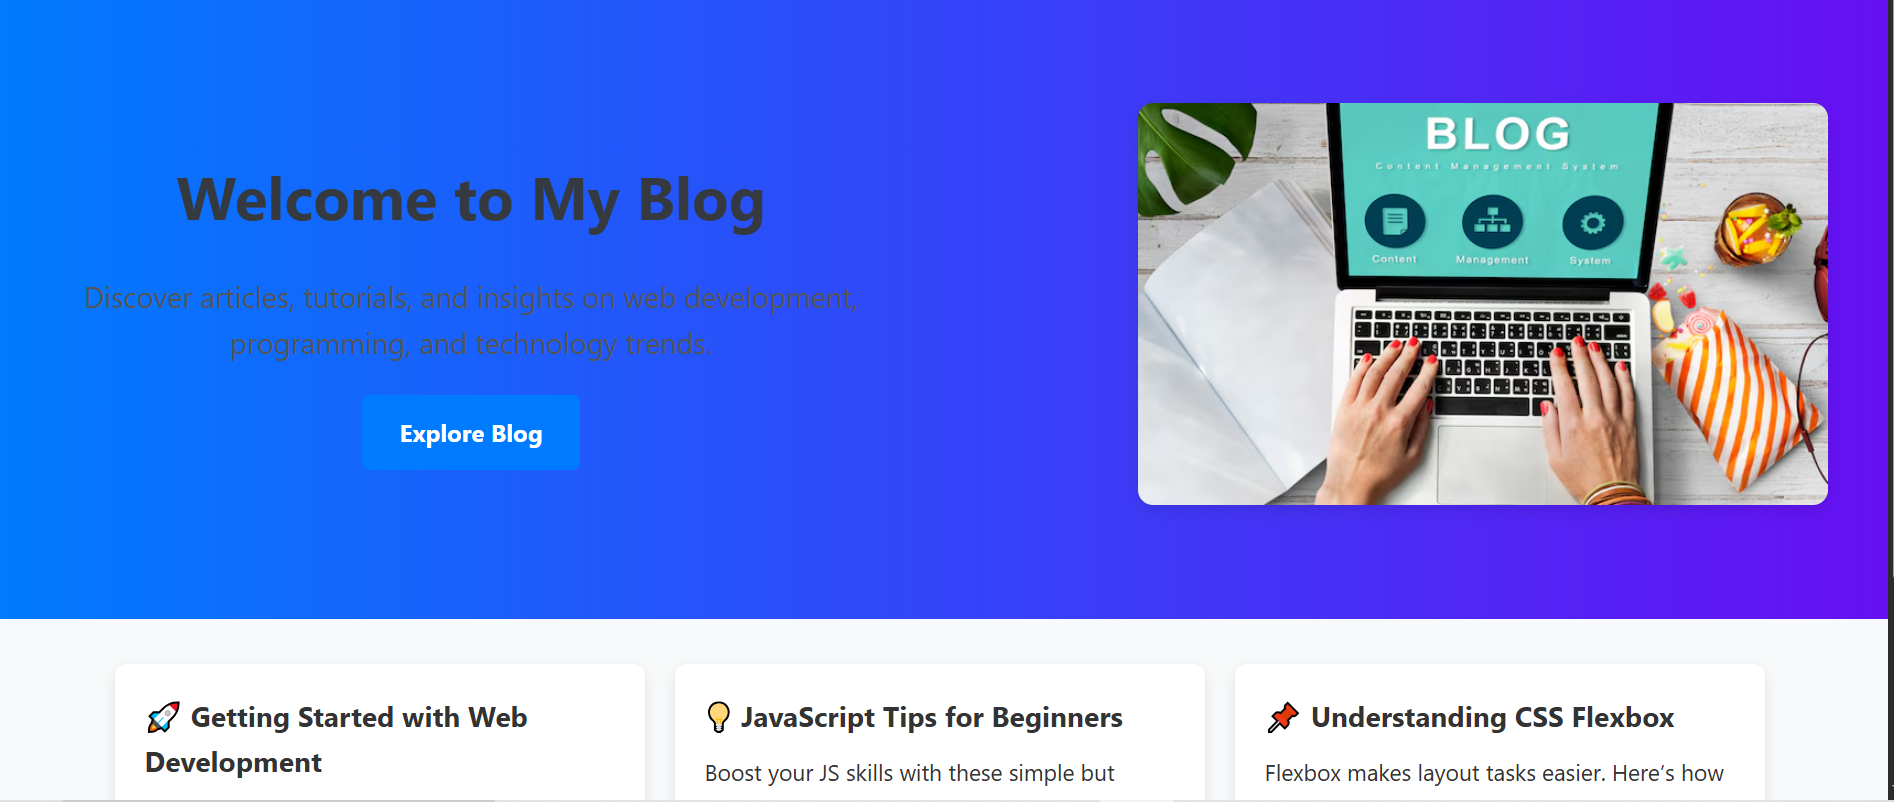 Welcome to My Blog
Discover articles, tutorials, and insights on web development,
programming, and technology trends.
Explore Blog
BLOG
Content Management System
Content
Management
System
Getting Started with Web
Development
JavaScript Tips for Beginners
Boost your JS skills with these simple but
Understanding CSS Flexbox
Flexbox makes layout tasks easier. Here’s how